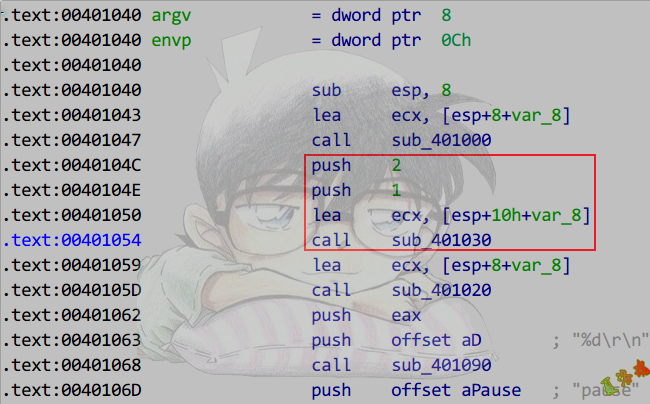 .text:00401040 argv = dword ptr 8
.text:00401040 envp = dword ptr 0Ch
.text:00401040
.text:00401040 sub esp, 8
.text:00401043 lea ecx, [esp+8+var_8]
.text:00401047 call sub_401000
.text:0040104C push 2
.text:0040104E push 1
.text:00401050 lea ecx, [esp+10h+var_8]
.text:00401054 call sub_401030
.text:00401059 lea ecx, [esp+8+var_8]
.text:0040105D call sub_401020
.text:00401062 push eax
.text:00401063 push offset aD ; "%d\r\n"
.text:00401068 call sub_401090
.text:0040106D push offset aPause ; "pause"